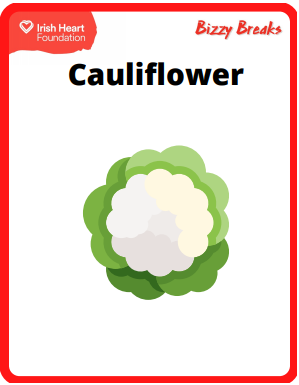 Irish Heart
Foundation
Bizzy Breaks
Cauliflower